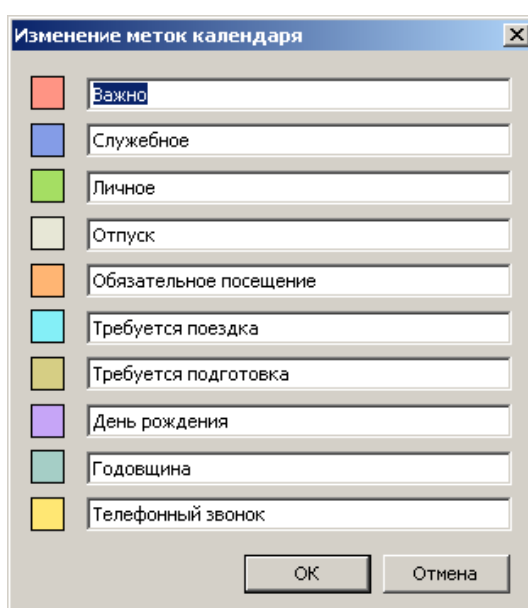 Изменение меток календаря
Важно
Служебное
Личное
Отпуск
Обязательное посещение
Требуется поездка
Требуется подготовка
День рождения
Годовщина
Телефонный звонок
ОК
Отмена